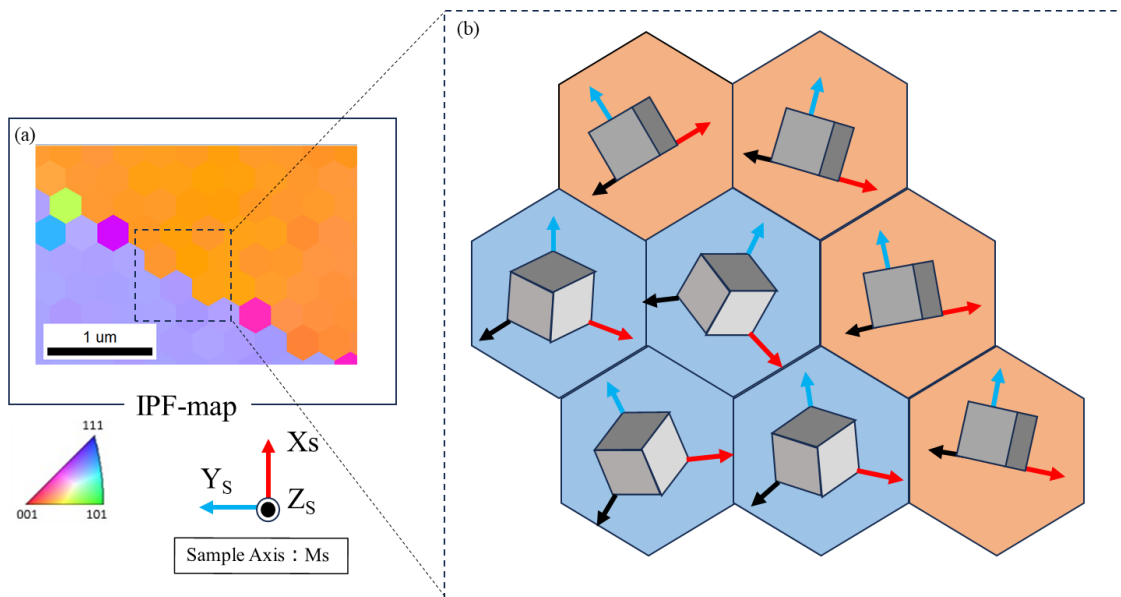 (a)
1 um
IPF-map
111
001
101
Xs
YS
ZS
Sample Axis：Ms
(b)